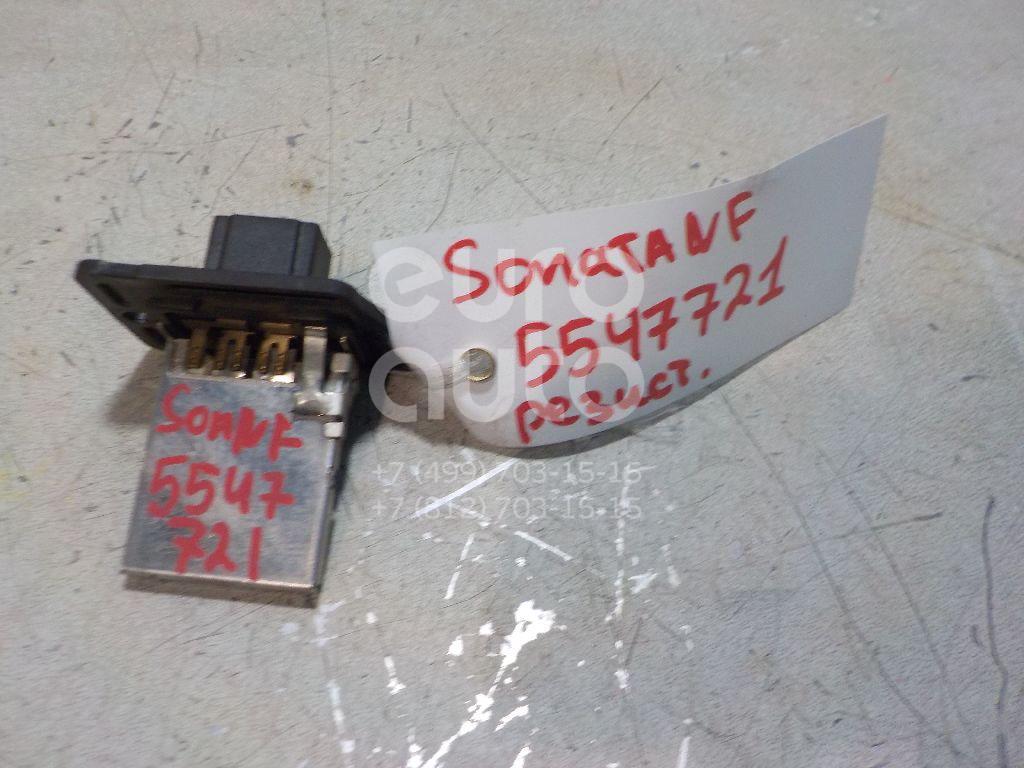 Sonata NF
5547721
резист.
euro
auto
+7 (499) 703-15-15
+7 (812) 703-15-15
Son NF
5547
721